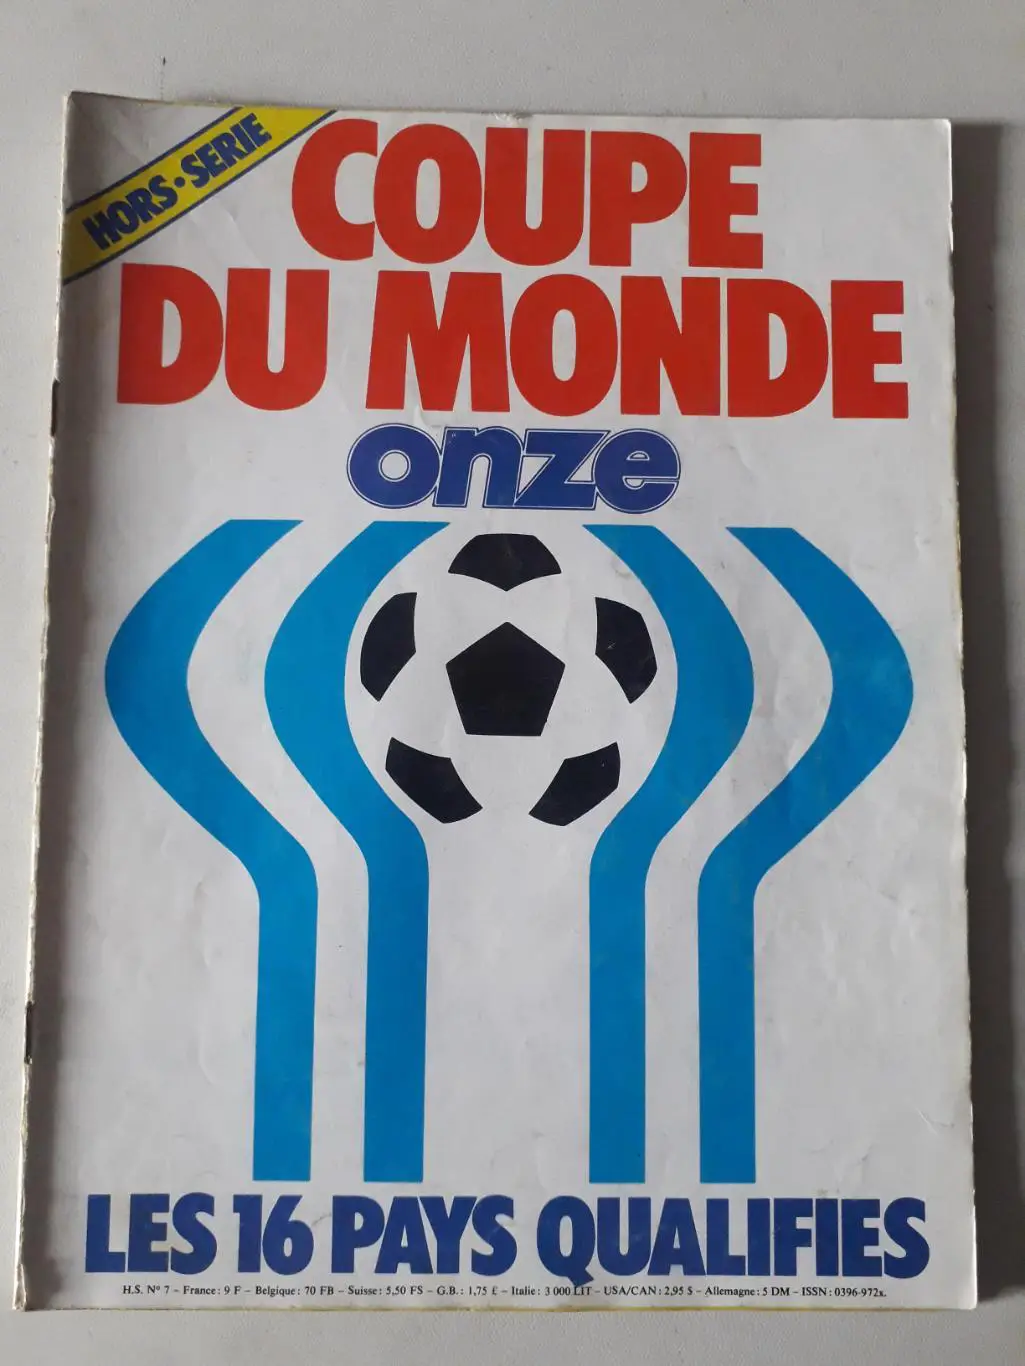 HORS-SERIE
COUPE
DU MONDE
onze
LES 16 PAYS QUALIFIES
H.S. N° 7 – France : 9 F – Belgique : 70 FB – Suisse : 5,50 FS – G.B. : 1,75 £ – Italie : 3 000 LIT – USA/CAN : 2,95 $ – Allemagne : 5 DM – ISSN : 0396-972x.